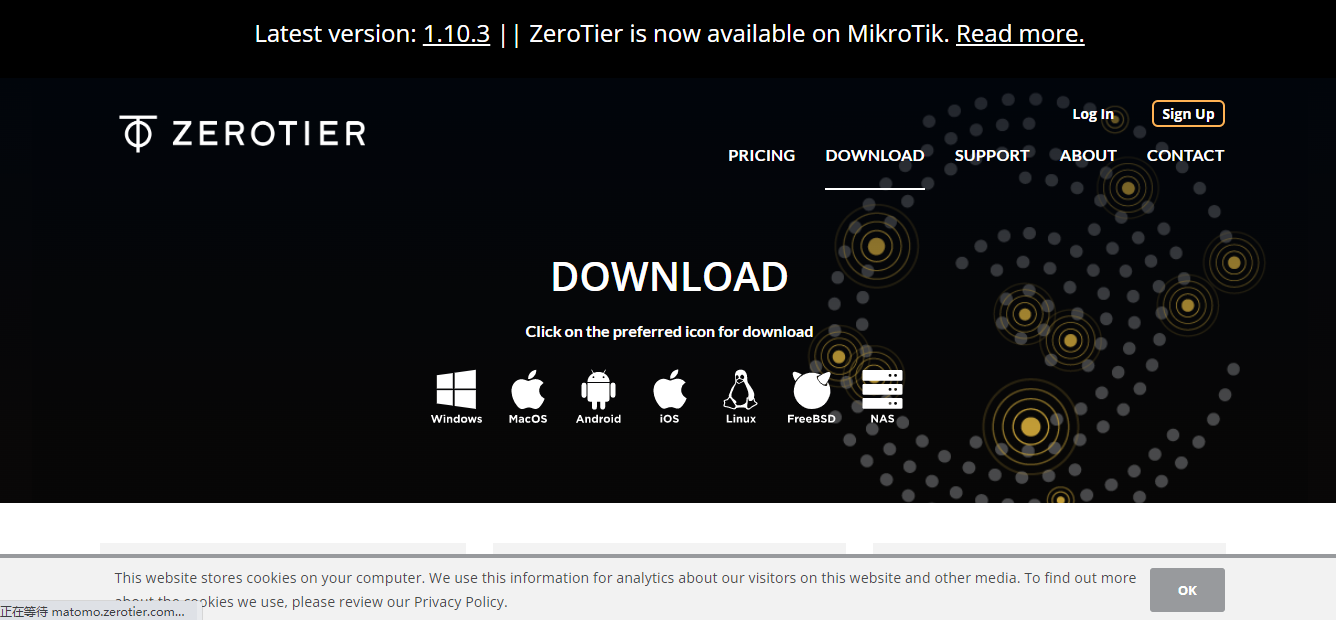 Latest version: 1.10.3 || ZeroTier is now available on MikroTik. Read more.
ZEROTIER
Log In
Sign Up
PRICING
DOWNLOAD
SUPPORT
ABOUT
CONTACT
DOWNLOAD
Click on the preferred icon for download
Windows
MacOS
Android
iOS
Linux
FreeBSD
NAS
This website stores cookies on your computer. We use this information for analytics about our visitors on this website and other media. To find out more
about the cookies we use, please review our Privacy Policy.
OK
正在等待 matomo.zerotier.com...